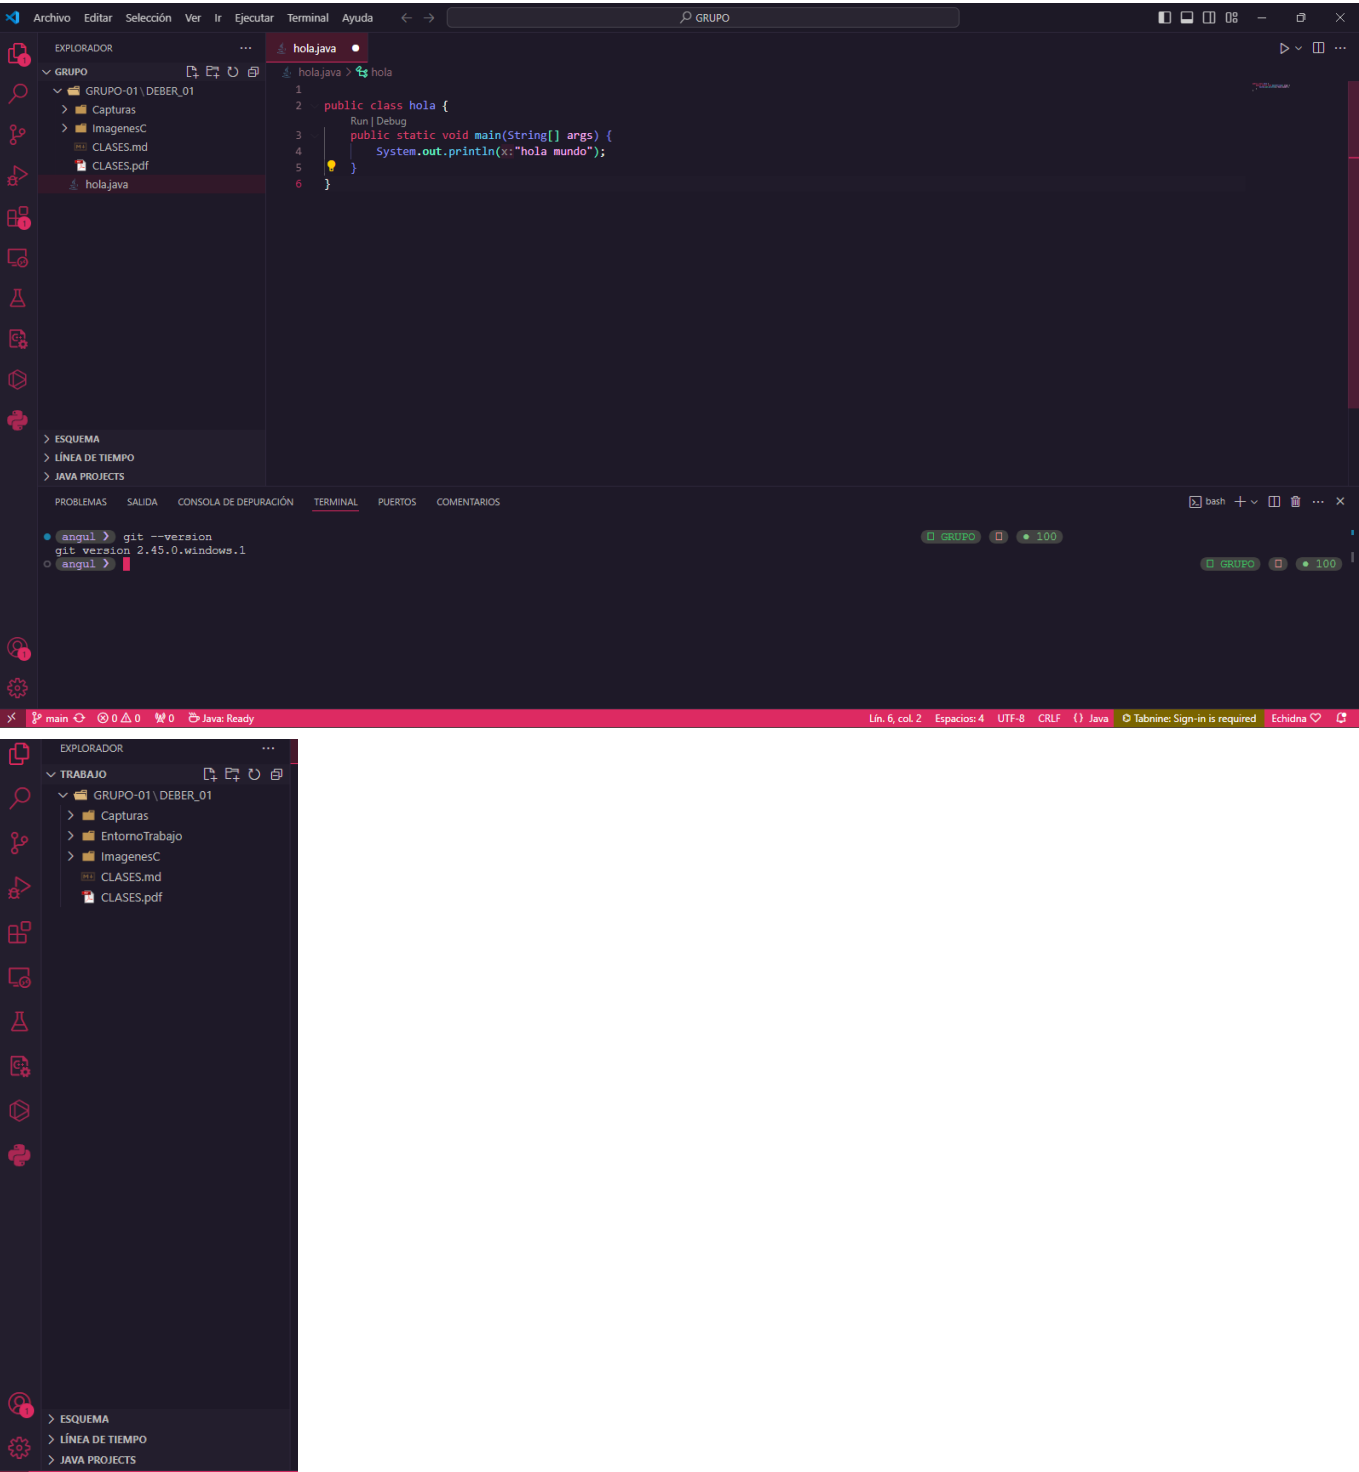 Archivo Editar Selección Ver Ir Ejecutar Terminal Ayuda
GRUPO
EXPLORADOR
hola.java
GRUPO
hola.java > hola
GRUPO-01 \ DEBER_01
Capturas
ImagenesC
CLASES.md
CLASES.pdf
hola.java
1
2 public class hola {
Run | Debug
3 public static void main(String[] args) {
4 System.out.println(x:"hola mundo");
5 }
6 }
ESQUEMA
LÍNEA DE TIEMPO
JAVA PROJECTS
PROBLEMAS SALIDA CONSOLA DE DEPURACIÓN TERMINAL PUERTOS COMENTARIOS
bash
angul ❯ git --version GRUPO 100
git version 2.45.0.windows.1
angul ❯ GRUPO 100
main 0 0 0 Java: Ready Lín. 6, col. 2 Espacios: 4 UTF-8 CRLF {} Java Tabnine: Sign-in is required Echidna
EXPLORADOR
TRABAJO
GRUPO-01 \ DEBER_01
Capturas
EntornoTrabajo
ImagenesC
CLASES.md
CLASES.pdf
ESQUEMA
LÍNEA DE TIEMPO
JAVA PROJECTS